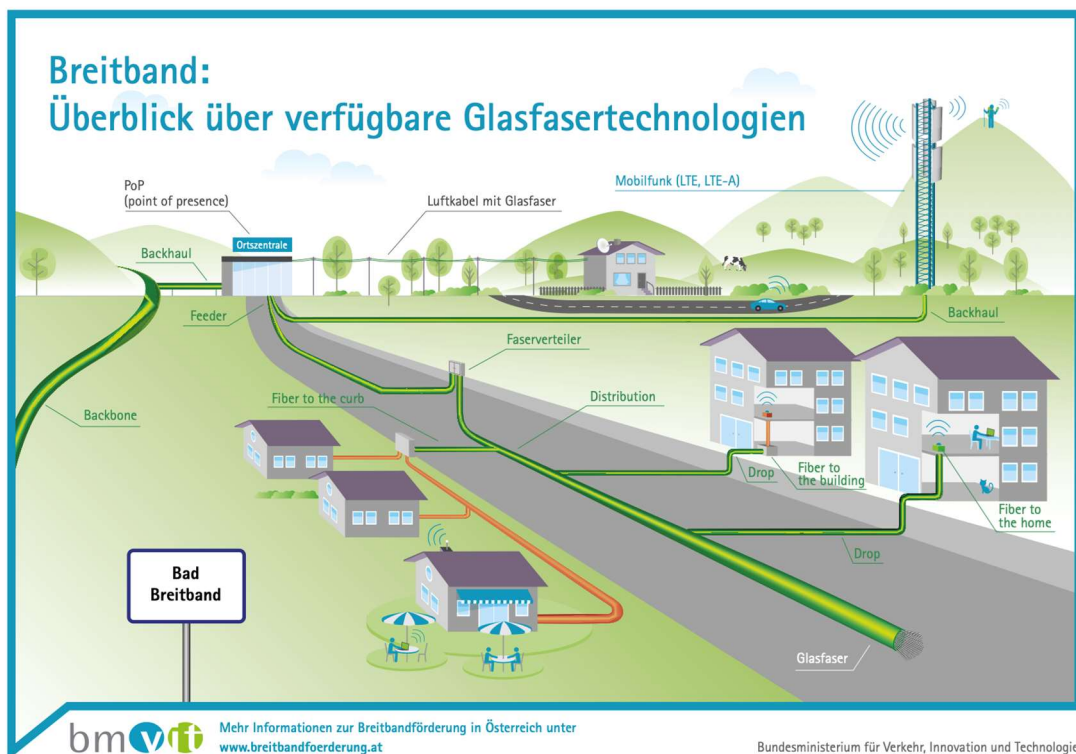 Breitband:
Überblick über verfügbare Glasfasertechnologien
PoP
(point of presence)
Luftkabel mit Glasfaser
Mobilfunk (LTE, LTE-A)
Backhaul
Ortszentrale
Feeder
Backhaul
Faserverteiler
Backbone
Fiber to the curb
Distribution
Drop
Fiber to
the building
Fiber to
the home
Drop
Bad
Breitband
Glasfaser
bmvit
Mehr Informationen zur Breitbandförderung in Österreich unter
www.breitbandfoerderung.at
Bundesministerium für Verkehr, Innovation und Technologie